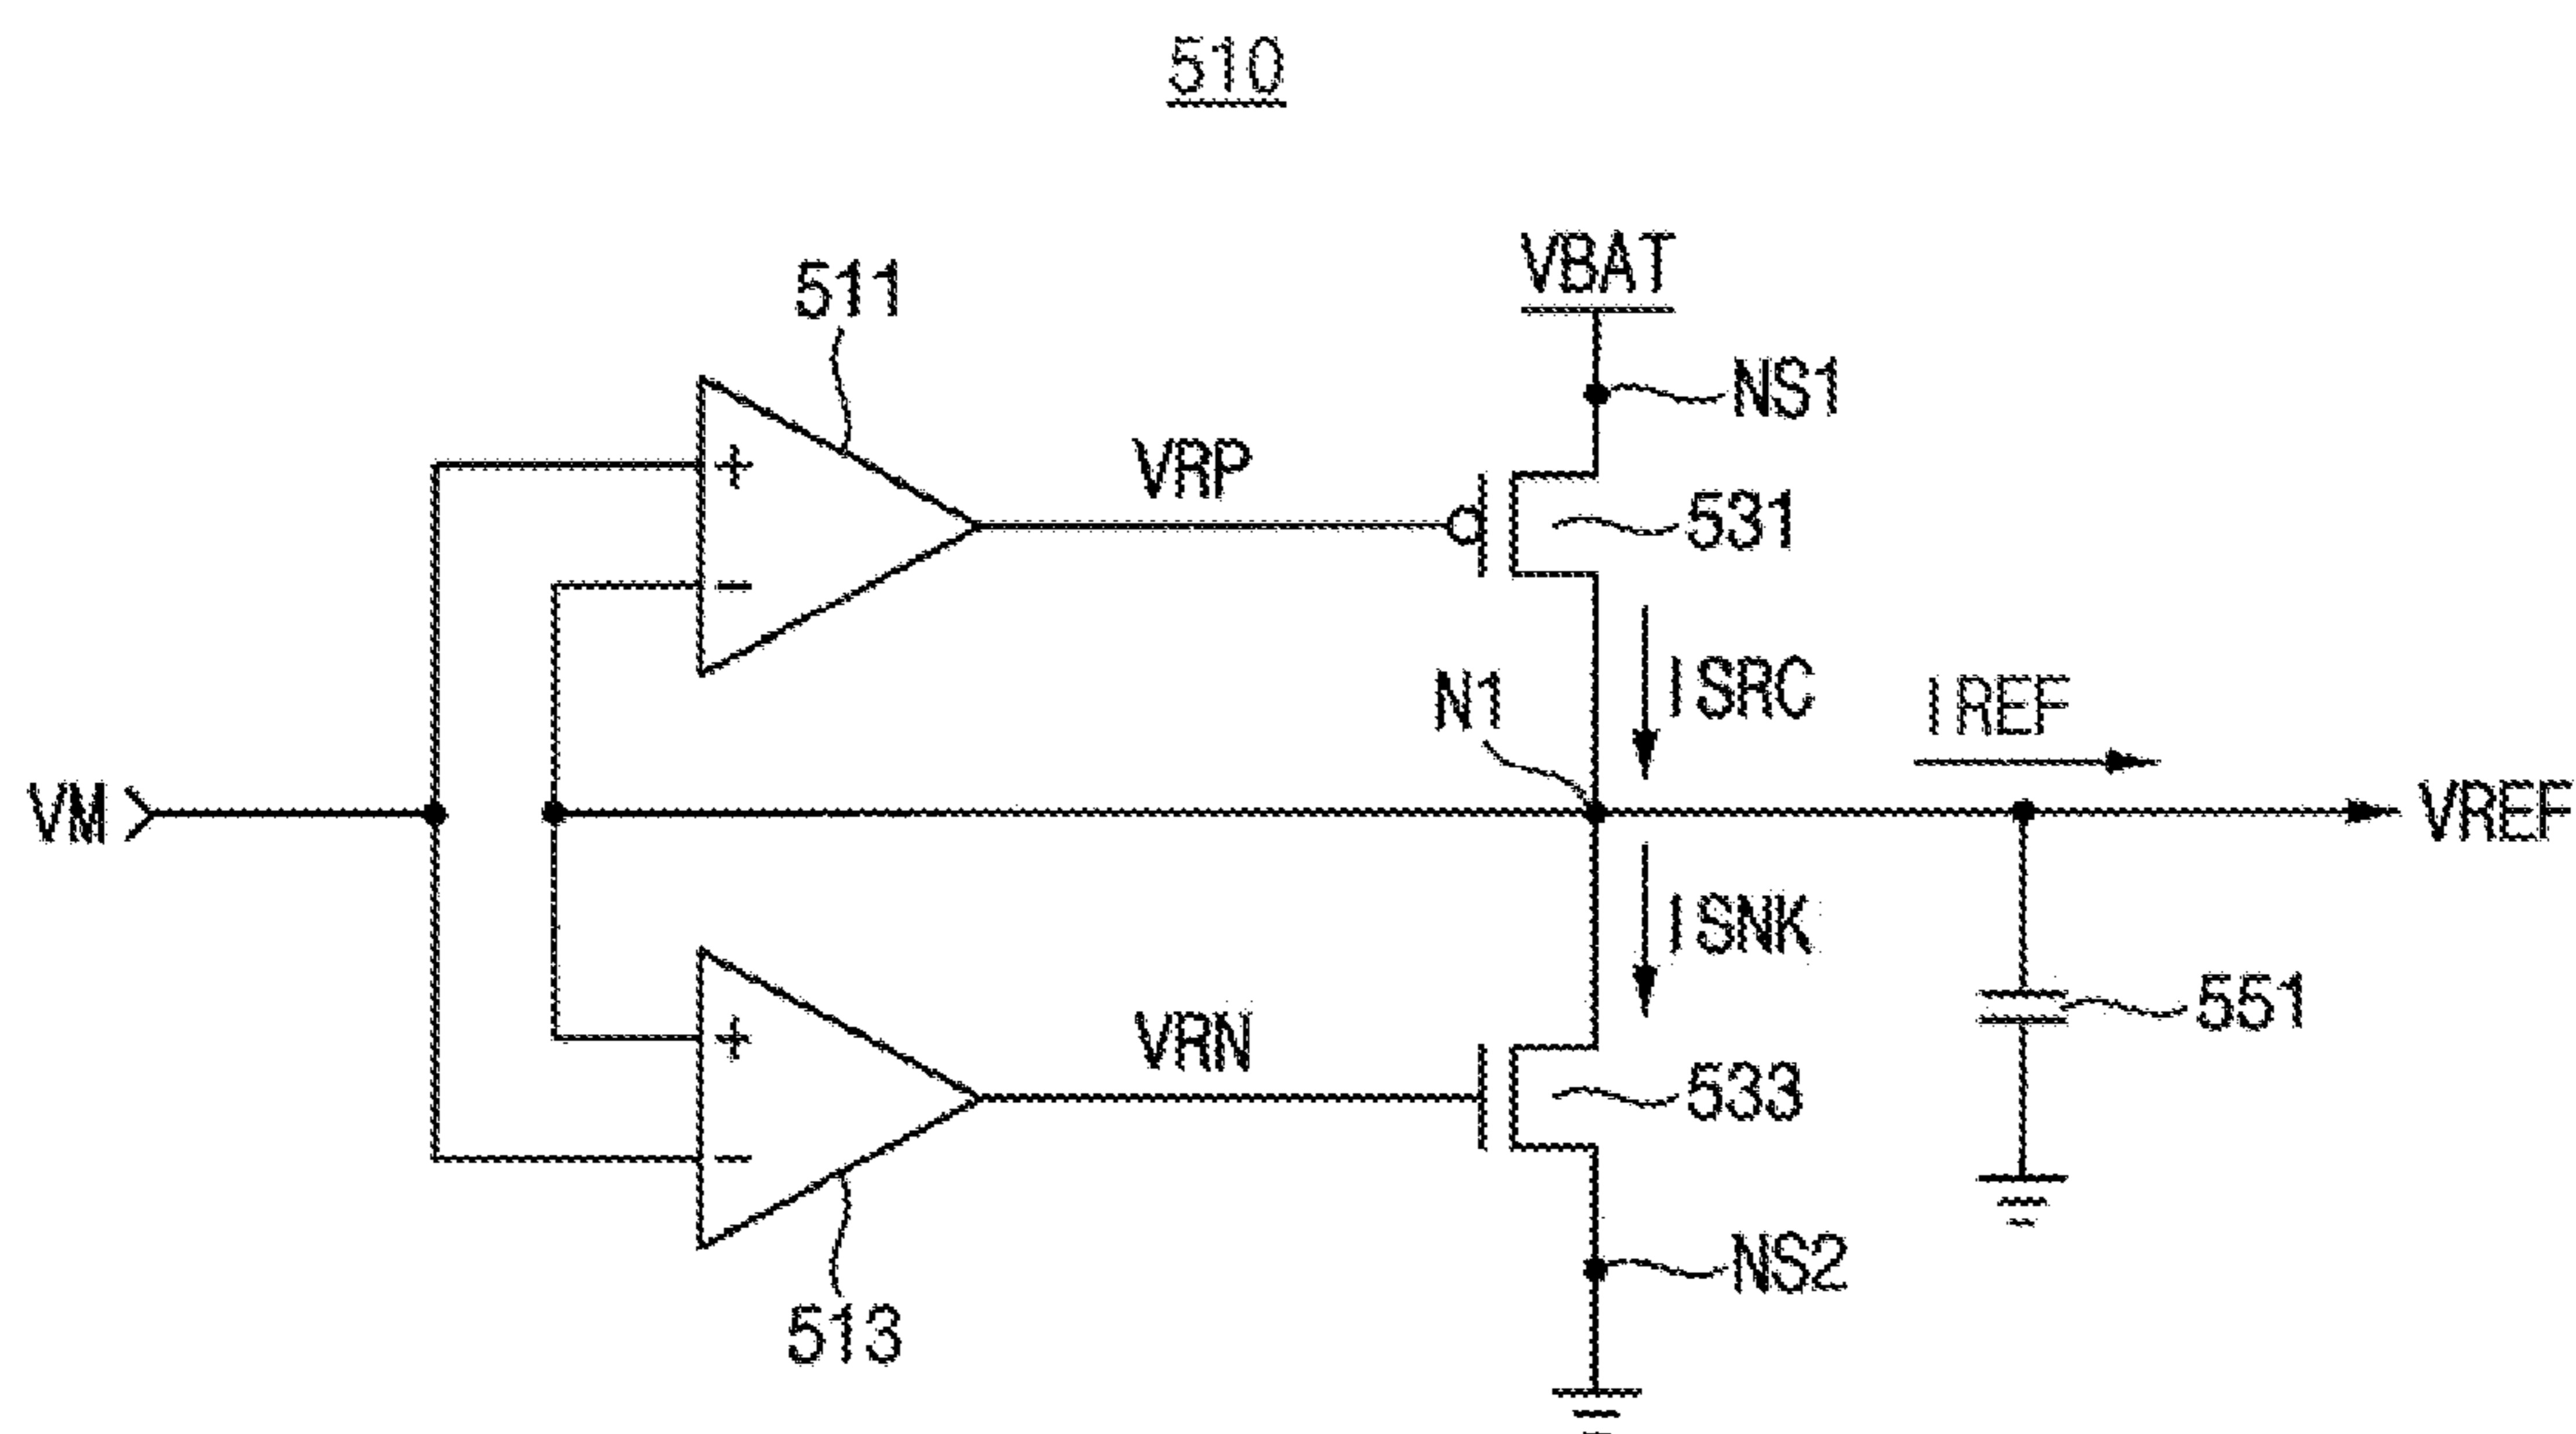 510
VBAT
511
NS1
+
VRP
531
−
N1
ISRC
IREF
VM
VREF
ISNK
551
+
VRN
533
−
NS2
513